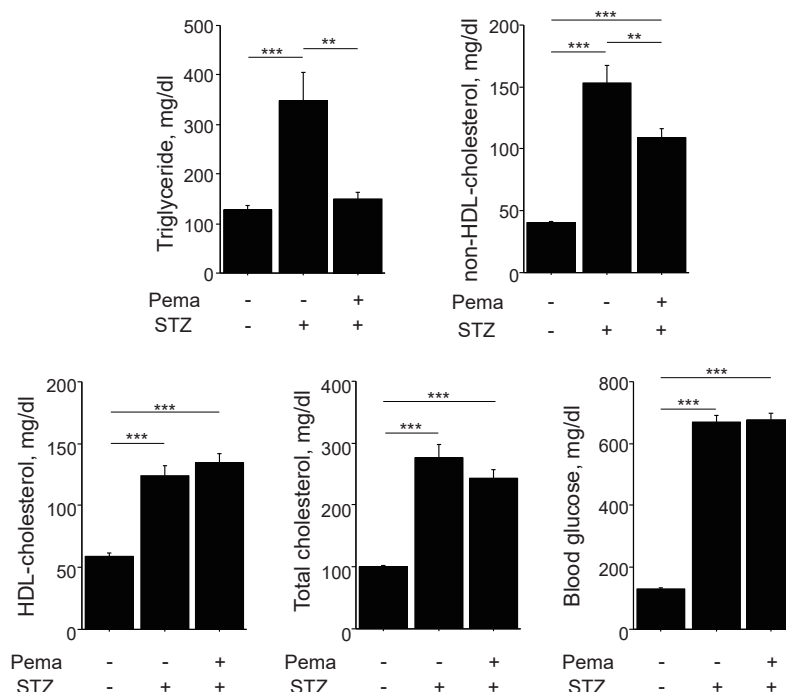 Triglyceride, mg/dl
500
400
300
200
100
0
*** **
Pema - - +
STZ - + +
non-HDL-cholesterol, mg/dl
200
150
100
50
0
***
*** **
Pema - - +
STZ - + +
HDL-cholesterol, mg/dl
200
150
100
50
0
***
***
Pema - - +
STZ - + +
Total cholesterol, mg/dl
400
300
200
100
0
***
***
Pema - - +
STZ - + +
Blood glucose, mg/dl
800
600
400
200
0
***
***
Pema - - +
STZ - + +